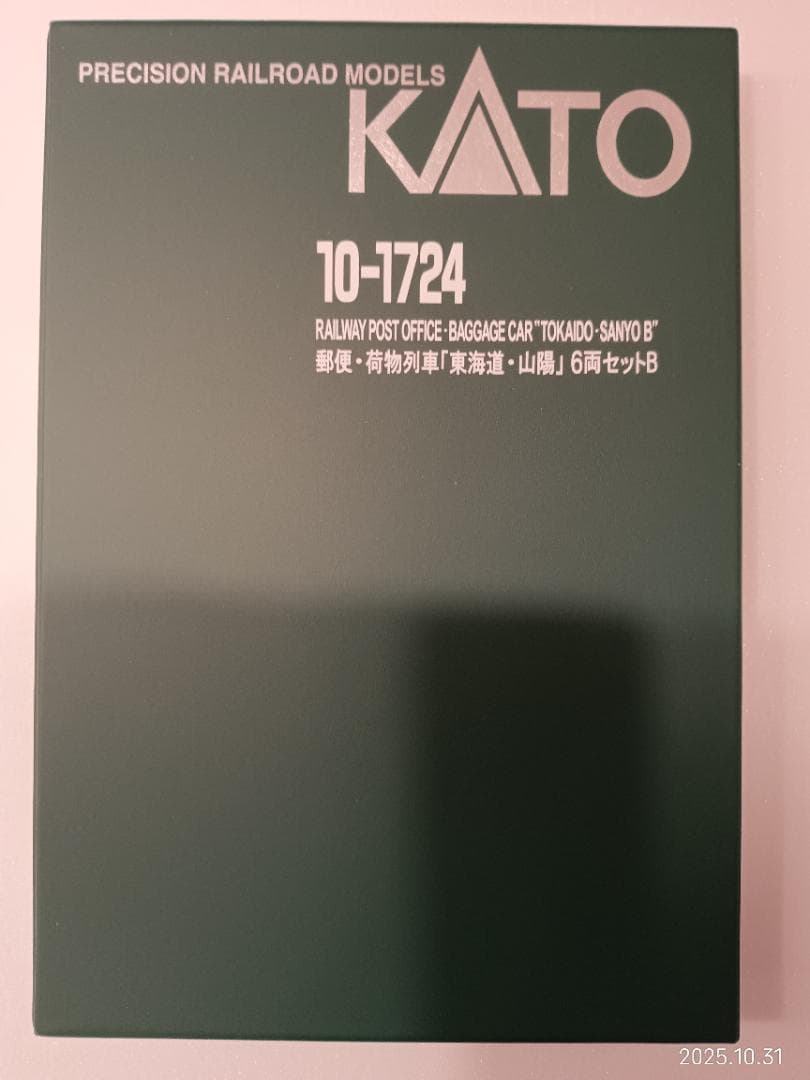 PRECISION RAILROAD MODELS
KATO
10-1724
RAILWAY POST OFFICE・BAGGAGE CAR "TOKAIDO・SANYO B"
郵便・荷物列車「東海道・山陽」 6両セットB
2025.10.31